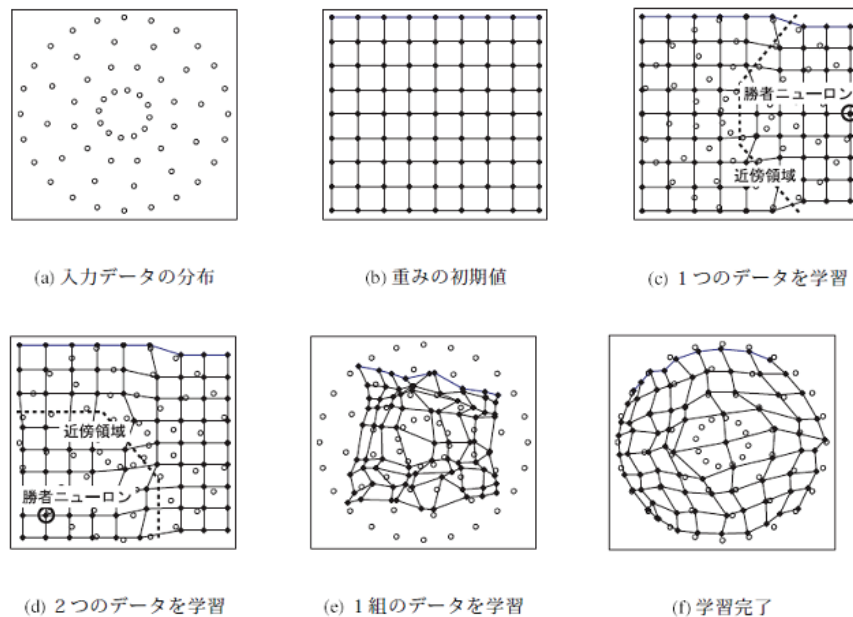 勝者ニューロン
近傍領域
(a) 入力データの分布
(b) 重みの初期値
(c) 1つのデータを学習
近傍領域
勝者ニューロン
(d) 2つのデータを学習
(e) 1組のデータを学習
(f) 学習完了